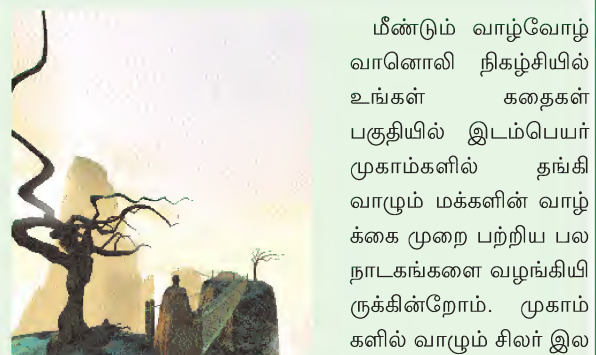 மீண்டும் வாழ்வோழ்
வானொலி நிகழ்சியில்
உங்கள் கதைகள்
பகுதியில் இடம்பெயர்
முகாம்களில் தங்கி
வாழும் மக்களின் வாழ்
க்கை முறை பற்றிய பல
நாடகங்களை வழங்கியி
ருக்கின்றோம். முகாம்
களில் வாழும் சிலர் இல